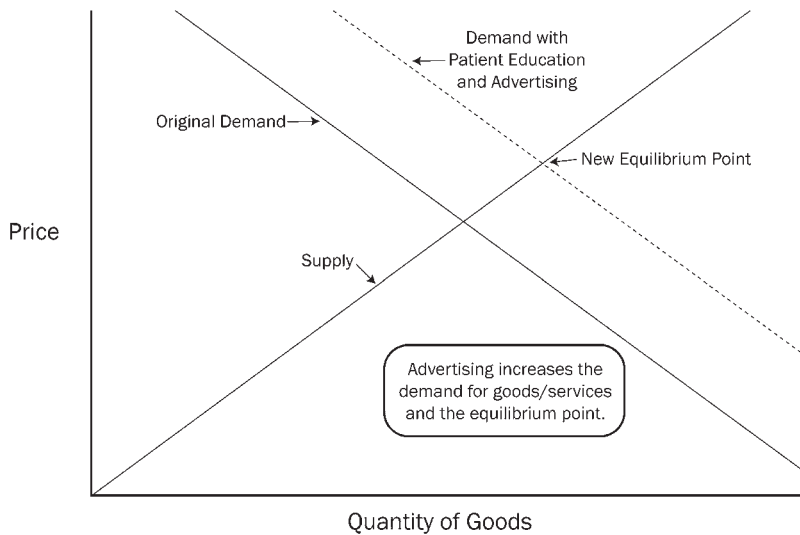 Demand with
Patient Education
and Advertising
Original Demand
New Equilibrium Point
Price
Supply
Advertising increases the
demand for goods/services
and the equilibrium point.
Quantity of Goods